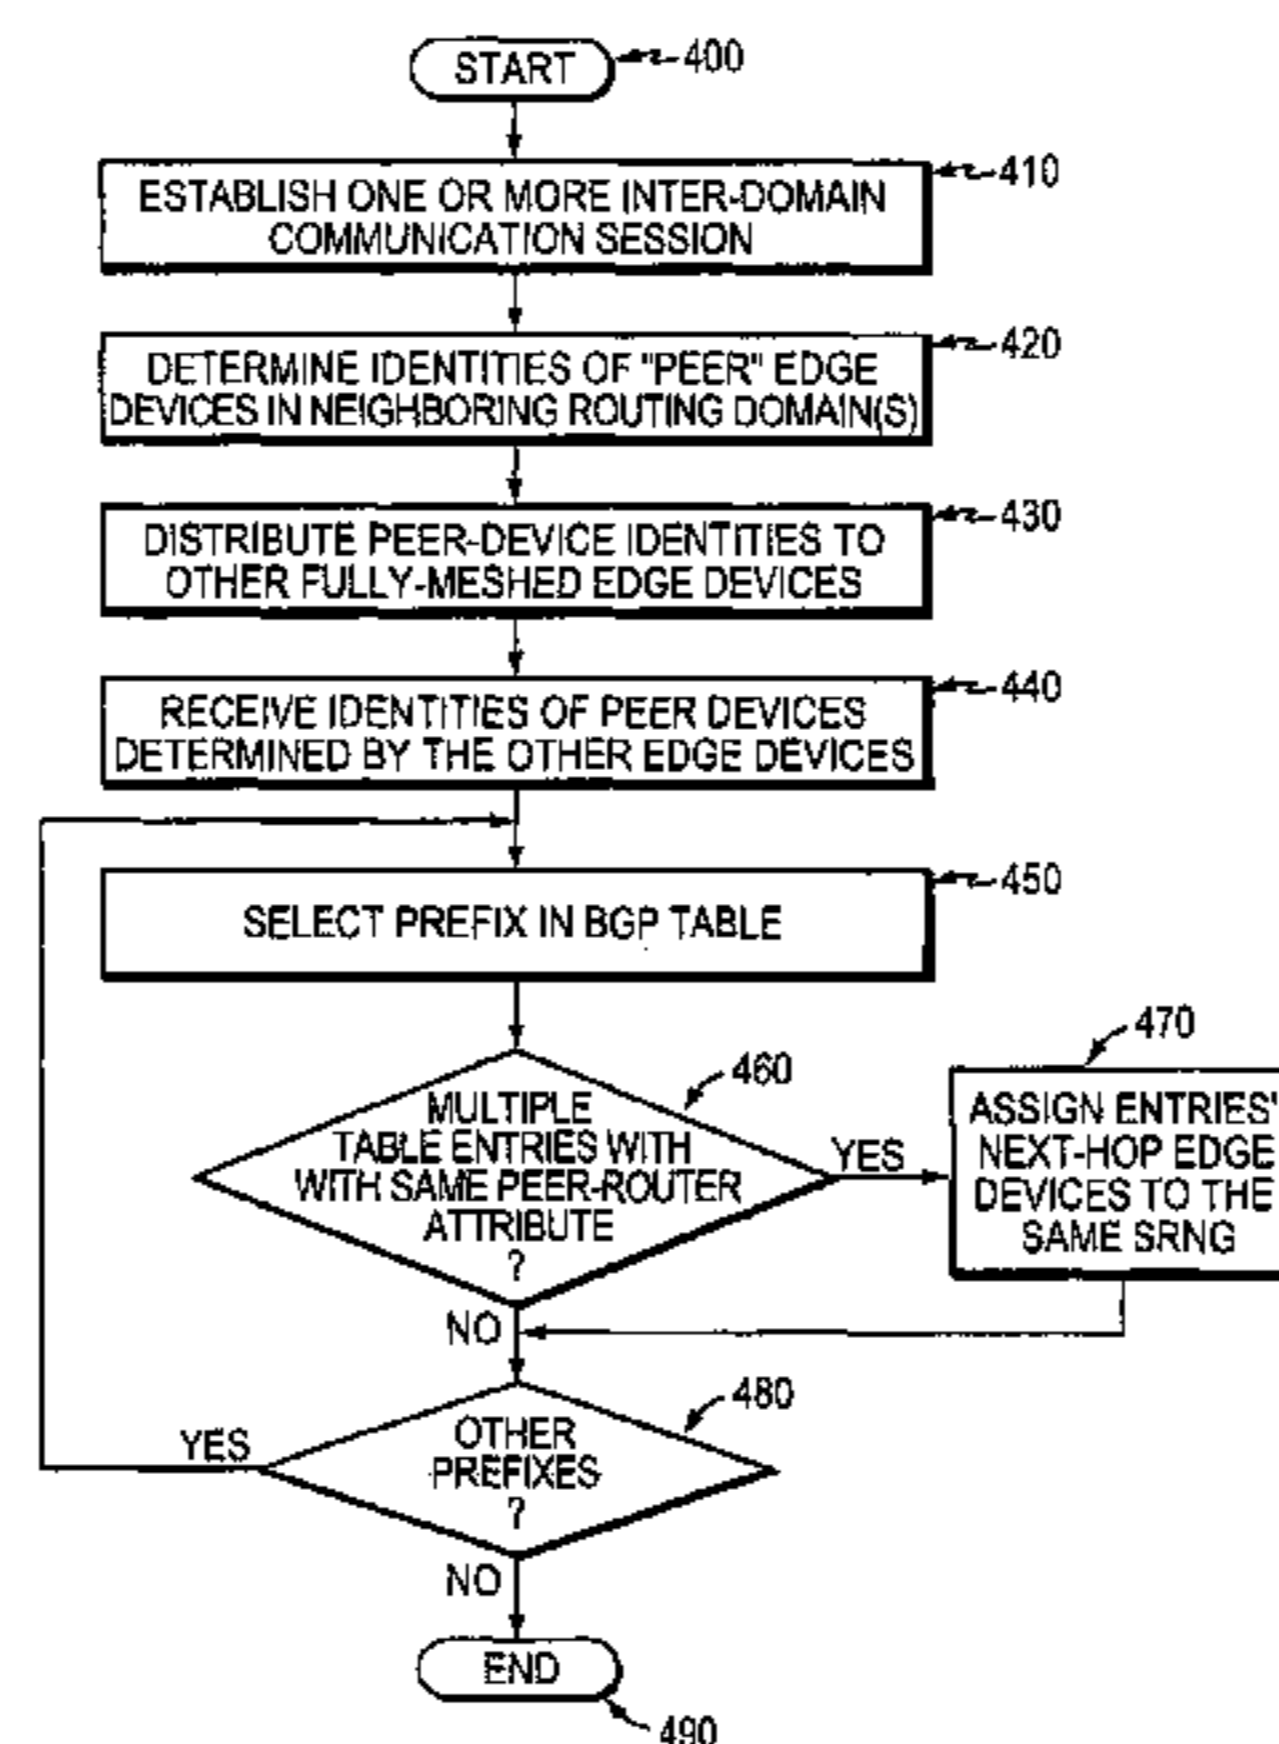 START
400
410
ESTABLISH ONE OR MORE INTER-DOMAIN
COMMUNICATION SESSION
420
DETERMINE IDENTITIES OF "PEER" EDGE
DEVICES IN NEIGHBORING ROUTING DOMAIN(S)
430
DISTRIBUTE PEER-DEVICE IDENTITIES TO
OTHER FULLY-MESHED EDGE DEVICES
440
RECEIVE IDENTITIES OF PEER DEVICES
DETERMINED BY THE OTHER EDGE DEVICES
450
SELECT PREFIX IN BGP TABLE
460
MULTIPLE
TABLE ENTRIES WITH
WITH SAME PEER-ROUTER
ATTRIBUTE
?
YES
470
ASSIGN ENTRIES'
NEXT-HOP EDGE
DEVICES TO THE
SAME SRNG
NO
480
OTHER
PREFIXES
?
YES
NO
END
490